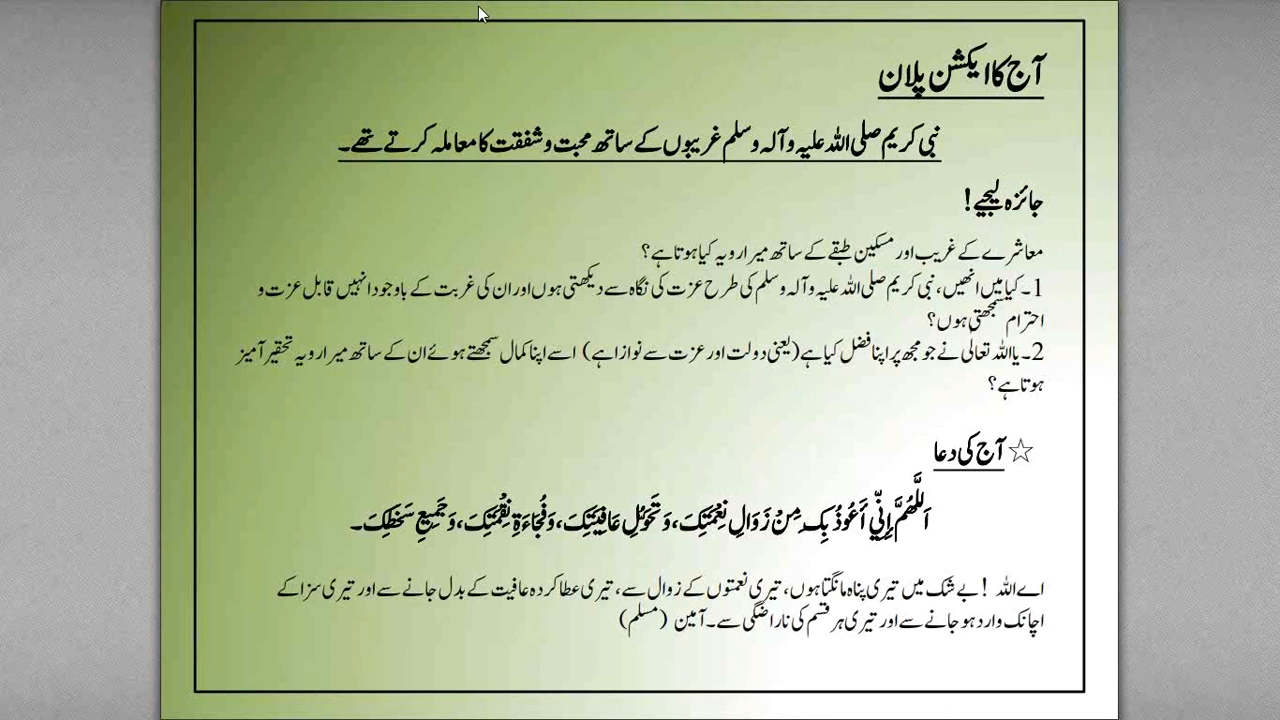 آج کا ایکشن پلان
نبی کریم صلی اللہ علیہ وآلہ وسلم غریبوں کے ساتھ محبت و شفقت کا معاملہ کرتے تھے۔
جائزہ لیجیے!
معاشرے کے غریب اور مسکین طبقے کے ساتھ میرا رویہ کیا ہوتا ہے؟
1۔ کیا میں انھیں، نبی کریم صلی اللہ علیہ وآلہ وسلم کی طرح عزت کی نگاہ سے دیکھتی ہوں اور ان کی غربت کے باوجود انہیں قابل عزت و
احترام سمجھتی ہوں؟
2۔ یا اللہ تعالٰی نے جو مجھ پر اپنا فضل کیا ہے (یعنی دولت اور عزت سے نوازا ہے) اسے اپنا کمال سمجھتے ہوئے ان کے ساتھ میرا رویہ تحقیر آمیز
ہوتا ہے؟
☆ آج کی دعا
اَللّٰهُمَّ إِنِّي أَعُوذُ بِكَ مِنْ زَوَالِ نِعْمَتِكَ، وَتَحَوُّلِ عَافِيَتِكَ، وَفُجَاءَةِ نِقْمَتِكَ، وَجَمِيعِ سَخَطِكَ۔
اے اللہ ! بے شک میں تیری پناہ مانگتا ہوں، تیری نعمتوں کے زوال سے، تیری عطا کردہ عافیت کے بدل جانے سے اور تیری سزا کے
اچانک وارد ہو جانے سے اور تیری ہر قسم کی ناراضگی سے۔ آمین (مسلم)